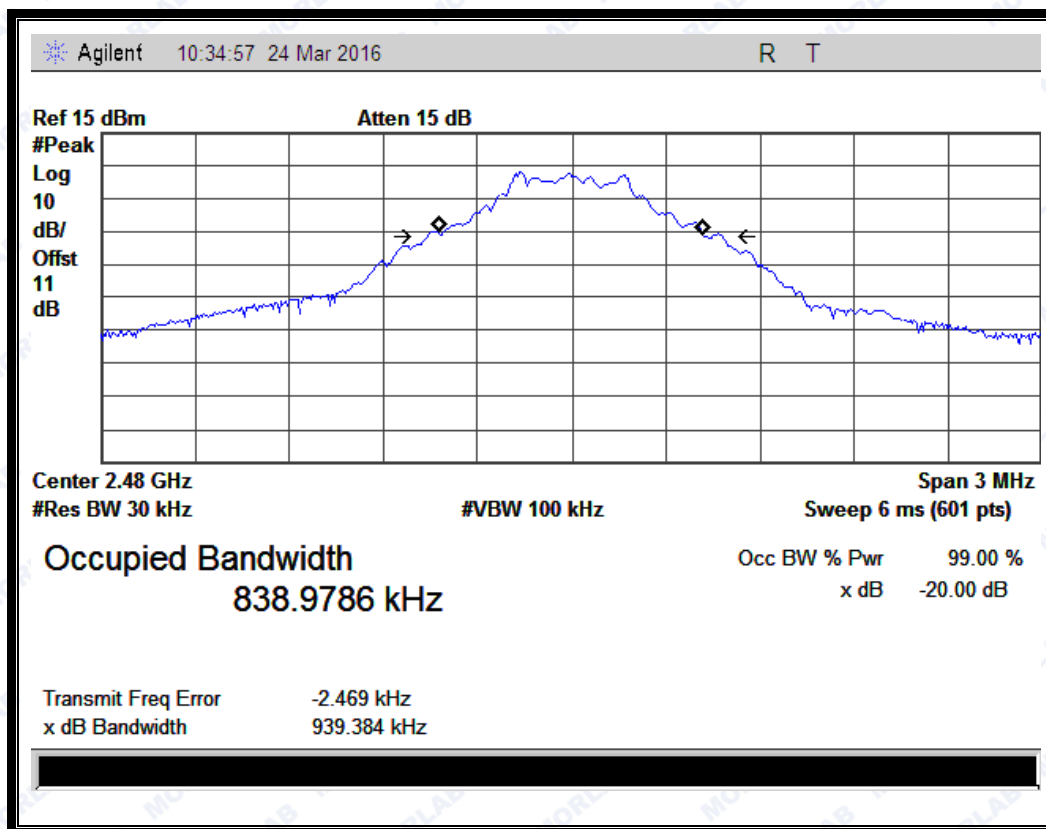 Agilent 10:34:57 24 Mar 2016 R T
Ref 15 dBm Atten 15 dB
#Peak
Log
10
dB/
Offst
11
dB
Center 2.48 GHz Span 3 MHz
#Res BW 30 kHz #VBW 100 kHz Sweep 6 ms (601 pts)
Occupied Bandwidth Occ BW % Pwr 99.00 %
838.9786 kHz x dB -20.00 dB
Transmit Freq Error -2.469 kHz
x dB Bandwidth 939.384 kHz
MORLAB